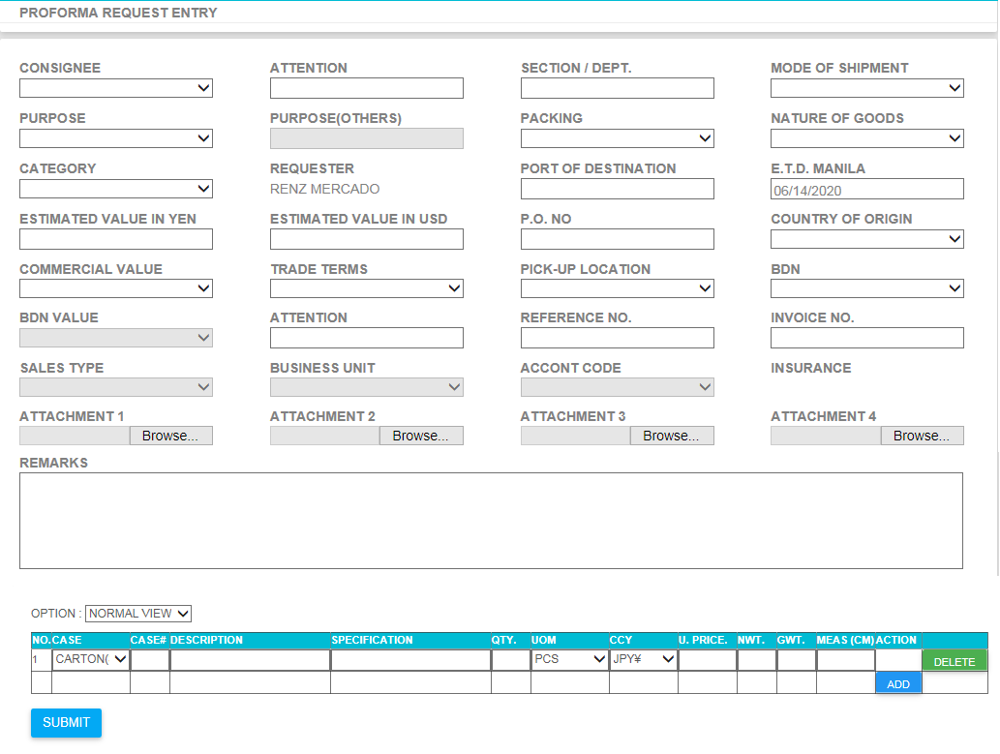 PROFORMA REQUEST ENTRY
CONSIGNEE ATTENTION SECTION / DEPT. MODE OF SHIPMENT
PURPOSE PURPOSE(OTHERS) PACKING NATURE OF GOODS
CATEGORY REQUESTER PORT OF DESTINATION E.T.D. MANILA
RENZ MERCADO 06/14/2020
ESTIMATED VALUE IN YEN ESTIMATED VALUE IN USD P.O. NO COUNTRY OF ORIGIN
COMMERCIAL VALUE TRADE TERMS PICK-UP LOCATION BDN
BDN VALUE ATTENTION REFERENCE NO. INVOICE NO.
SALES TYPE BUSINESS UNIT ACCONT CODE INSURANCE
ATTACHMENT 1 ATTACHMENT 2 ATTACHMENT 3 ATTACHMENT 4
Browse... Browse... Browse... Browse...
REMARKS
OPTION : NORMAL VIEW
NO. CASE CASE# DESCRIPTION SPECIFICATION QTY. UOM CCY U. PRICE. NWT. GWT. MEAS (CM) ACTION
1 CARTON( PCS JPY¥ DELETE
ADD
SUBMIT